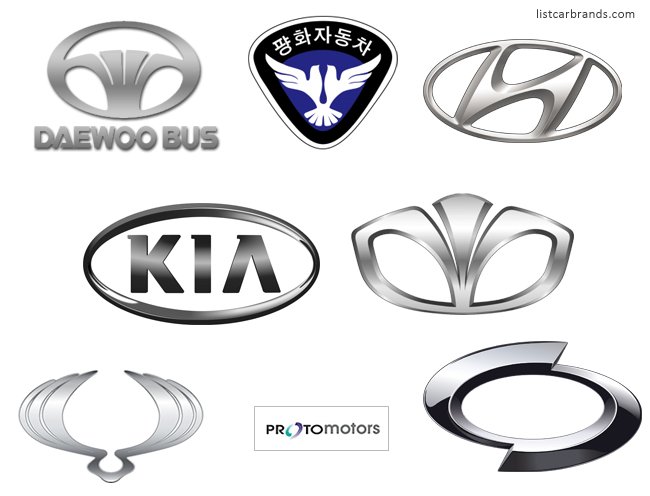 listcarbrands.com
DAEWOO BUS
평화자동차
KIA
PROTOmotors